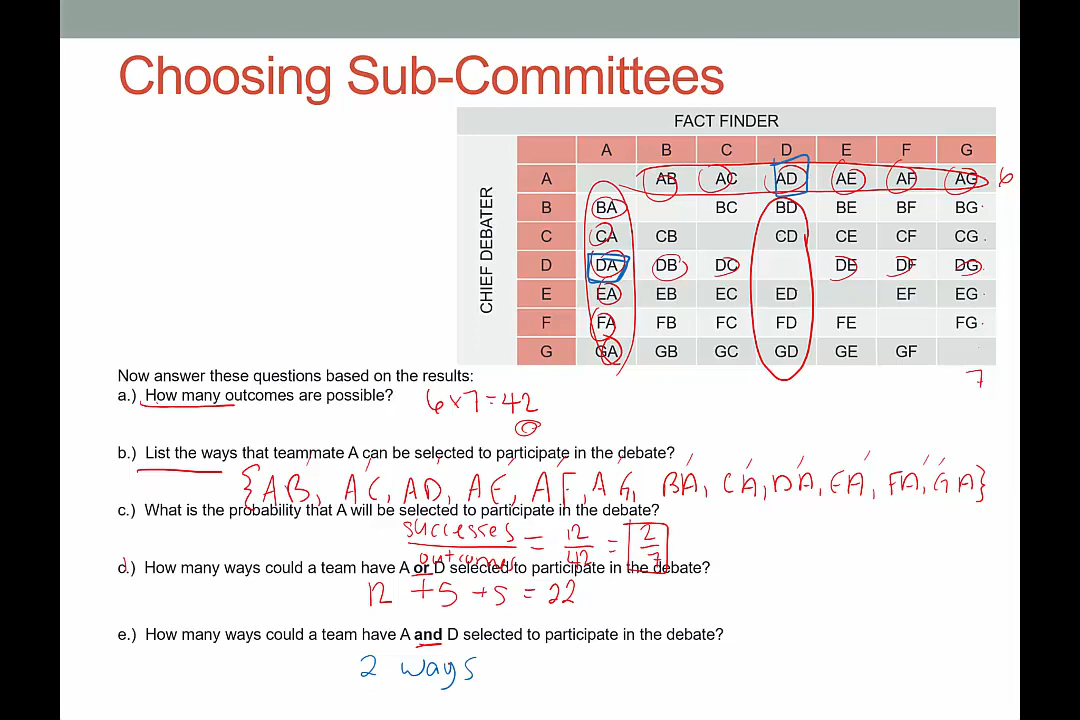 Choosing Sub-Committees
FACT FINDER
A B C D E F G
CHIEF DEBATER
A AB AC AD AE AF AG 6
B BA BC BD BE BF BG
C CA CB CD CE CF CG
D DA DB DC DE DF DG
E EA EB EC ED EF EG
F FA FB FC FD FE FG
G GA GB GC GD GE GF
7
Now answer these questions based on the results:
a.) How many outcomes are possible? 6 x 7 = 42
b.) List the ways that teammate A can be selected to participate in the debate?
{AB, AC, AD, AE, AF, AG, BA, CA, DA, EA, FA, GA}
c.) What is the probability that A will be selected to participate in the debate?
successes / outcomes = 12/42 = 2/7
d.) How many ways could a team have A or D selected to participate in the debate?
12 + 5 + 5 = 22
e.) How many ways could a team have A and D selected to participate in the debate?
2 ways